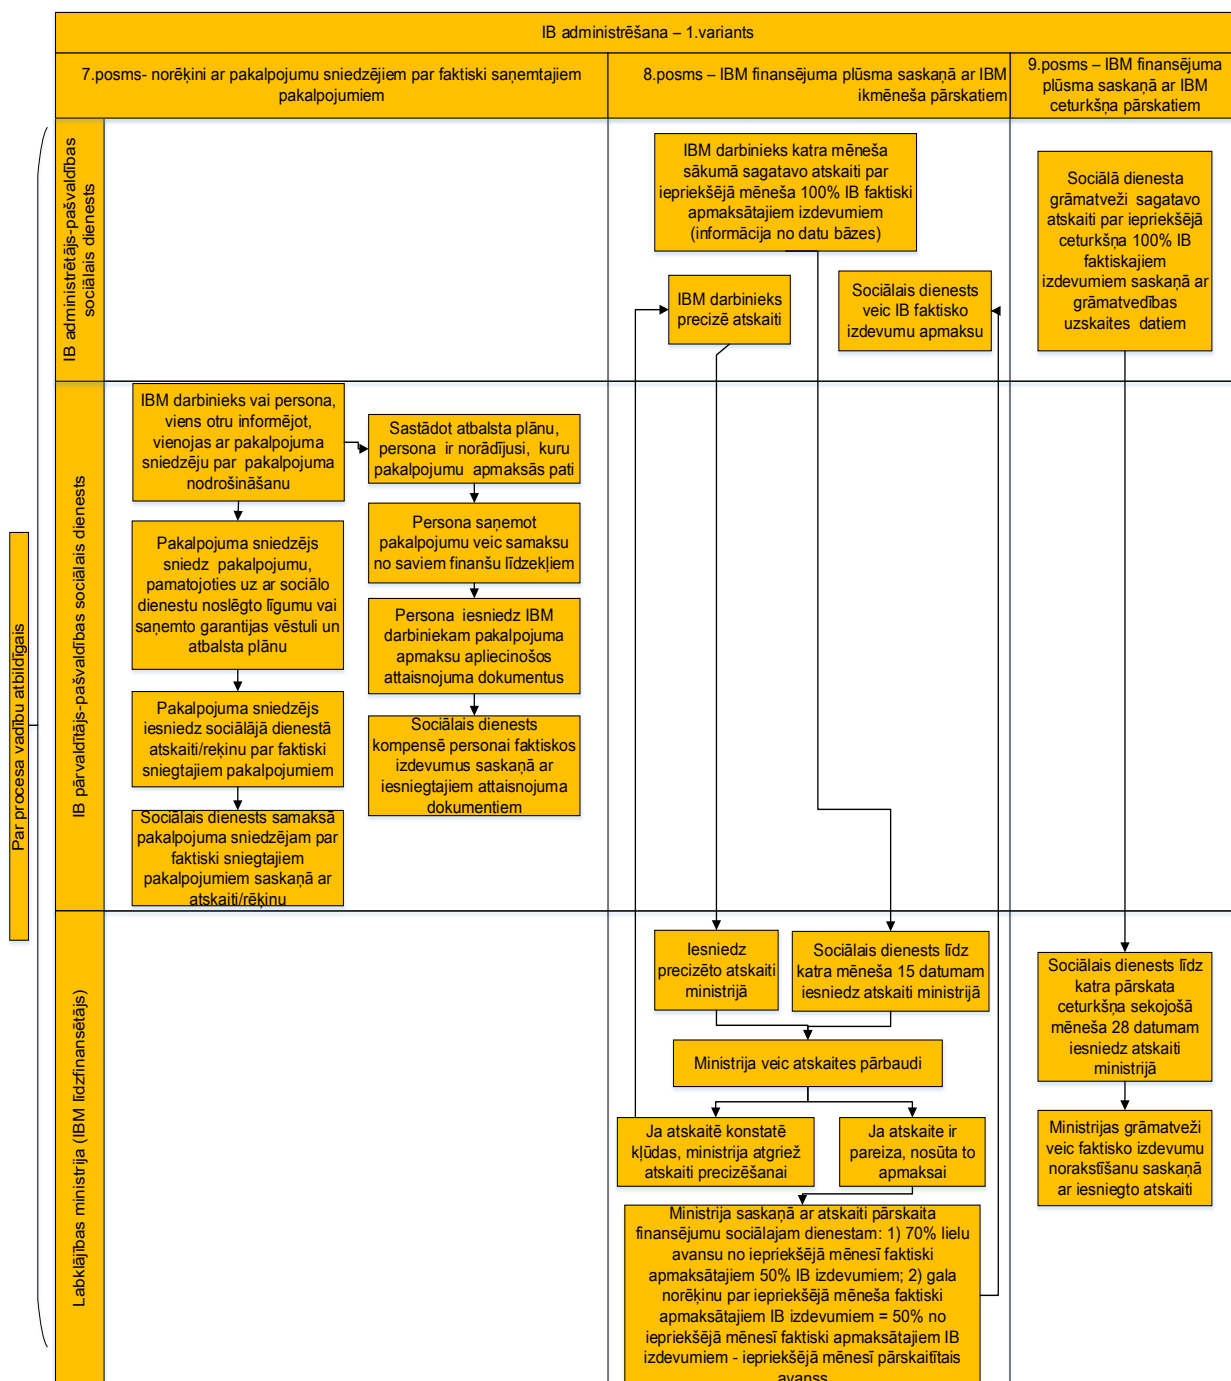 IB administrēšana – 1.variants
7.posms- norēķini ar pakalpojumu sniedzējiem par faktiski saņemtajiem
pakalpojumiem
8.posms – IBM finansējuma plūsma saskaņā ar IBM
ikmēneša pārskatiem
9.posms – IBM finansējuma
plūsma saskaņā ar IBM
ceturkšņa pārskatiem
Par procesa vadību atbildīgais
IB administrētājs-pašvaldības
sociālais dienests
IBM darbinieks katra mēneša
sākumā sagatavo atskaiti par
iepriekšējā mēneša 100% IB faktiski
apmaksātajiem izdevumiem
(informācija no datu bāzes)
IBM darbinieks
precizē atskaiti
Sociālais dienests
veic IB faktisko
izdevumu apmaksu
Sociālā dienesta
grāmatveži sagatavo
atskaiti par iepriekšējā
ceturkšņa 100% IB
faktiskajiem
izdevumiem saskaņā ar
grāmatvedības
uzskaites datiem
IB pārvaldītājs-pašvaldības sociālais dienests
IBM darbinieks vai persona,
viens otru informējot,
vienojas ar pakalpojuma
sniedzēju par pakalpojuma
nodrošināšanu
Pakalpojuma sniedzējs
sniedz pakalpojumu,
pamatojoties uz ar sociālo
dienestu noslēgto līgumu vai
saņemto garantijas vēstuli un
atbalsta plānu
Pakalpojuma sniedzējs
iesniedz sociālājā dienestā
atskaiti/reķinu par faktiski
sniegtajiem pakalpojumiem
Sociālais dienests samaksā
pakalpojuma sniedzējam par
faktiski sniegtajiem
pakalpojumiem saskaņā ar
atskaiti/rēķinu
Sastādot atbalsta plānu,
persona ir norādījusi, kuru
pakalpojumu apmaksās pati
Persona saņemot
pakalpojumu veic samaksu
no saviem finanšu līdzekļiem
Persona iesniedz IBM
darbiniekam pakalpojuma
apmaksu apliecinošos
attaisnojuma dokumentus
Sociālais dienests
kompensē personai faktiskos
izdevumus saskaņā ar
iesniegtajiem attaisnojuma
dokumentiem
Labklājības ministrija (IBM līdzfinansētājs)
Iesniedz
precizēto atskaiti
ministrijā
Sociālais dienests līdz
katra mēneša 15 datumam
iesniedz atskaiti ministrijā
Ministrija veic atskaites pārbaudi
Ja atskaitē konstatē
kļūdas, ministrija atgriež
atskaiti precizēšanai
Ja atskaite ir
pareiza, nosūta to
apmaksai
Ministrija saskaņā ar atskaiti pārskaita
finansējumu sociālajam dienestam: 1) 70% lielu
avansu no iepriekšējā mēnesī faktiski
apmaksātajiem 50% IB izdevumiem; 2) gala
norēķinu par iepriekšējā mēneša faktiski
apmaksātajiem IB izdevumiem = 50% no
iepriekšējā mēnesī faktiski apmaksātajiem IB
izdevumiem - iepriekšējā mēnesī pārskaitītais
avanss
Sociālais dienests līdz
katra pārskata
ceturkšņa sekojošā
mēneša 28 datumam
iesniedz atskaiti
ministrijā
Ministrijas grāmatveži
veic faktisko izdevumu
norakstīšanu saskaņā
ar iesniegto atskaiti